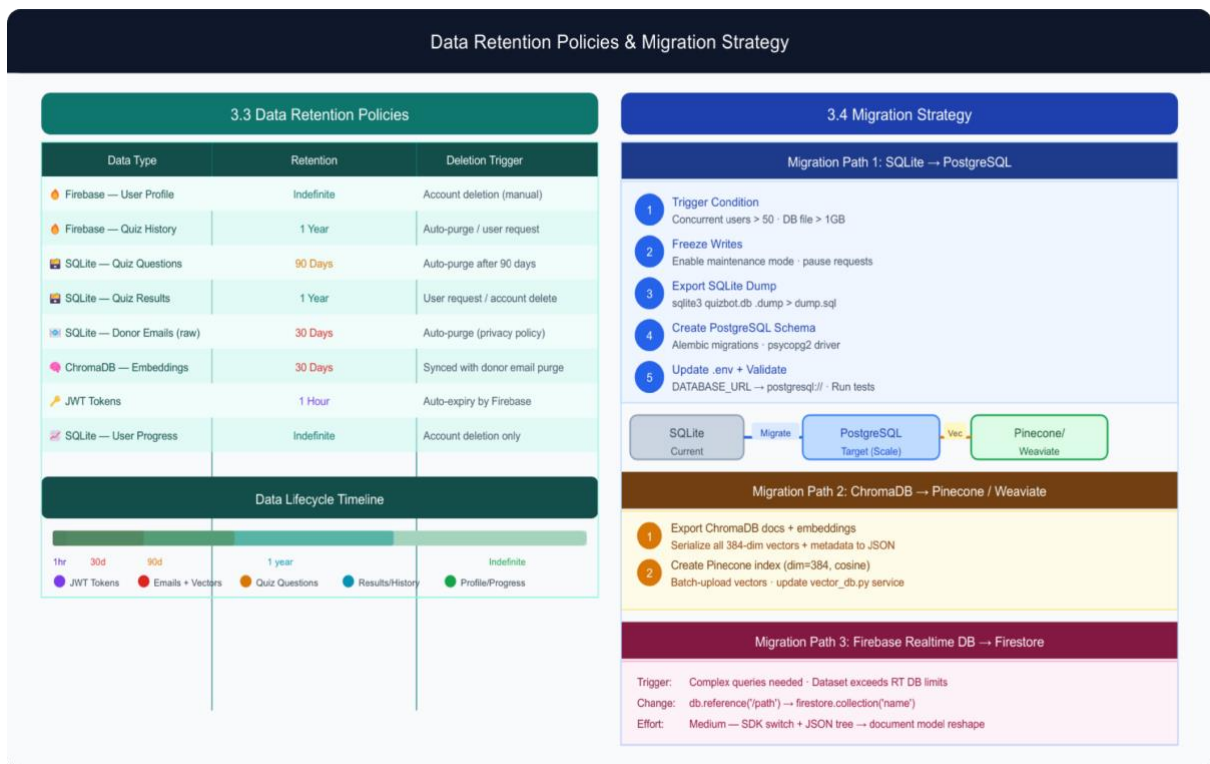 Data Retention Policies & Migration Strategy
3.3 Data Retention Policies
Data Type Retention Deletion Trigger
Firebase — User Profile Indefinite Account deletion (manual)
Firebase — Quiz History 1 Year Auto-purge / user request
SQLite — Quiz Questions 90 Days Auto-purge after 90 days
SQLite — Quiz Results 1 Year User request / account delete
SQLite — Donor Emails (raw) 30 Days Auto-purge (privacy policy)
ChromaDB — Embeddings 30 Days Synced with donor email purge
JWT Tokens 1 Hour Auto-expiry by Firebase
SQLite — User Progress Indefinite Account deletion only
Data Lifecycle Timeline
1hr 30d 90d 1 year Indefinite
JWT Tokens Emails + Vectors Quiz Questions Results/History Profile/Progress
3.4 Migration Strategy
Migration Path 1: SQLite → PostgreSQL
1 Trigger Condition
Concurrent users > 50 · DB file > 1GB
2 Freeze Writes
Enable maintenance mode · pause requests
3 Export SQLite Dump
sqlite3 quizbot.db .dump > dump.sql
4 Create PostgreSQL Schema
Alembic migrations · psycopg2 driver
5 Update .env + Validate
DATABASE_URL → postgresql:// · Run tests
SQLite Migrate PostgreSQL Vec Pinecone/
Current Target (Scale) Weaviate
Migration Path 2: ChromaDB → Pinecone / Weaviate
1 Export ChromaDB docs + embeddings
Serialize all 384-dim vectors + metadata to JSON
2 Create Pinecone index (dim=384, cosine)
Batch-upload vectors · update vector_db.py service
Migration Path 3: Firebase Realtime DB → Firestore
Trigger: Complex queries needed · Dataset exceeds RT DB limits
Change: db.reference('/path') → firestore.collection('name')
Effort: Medium — SDK switch + JSON tree → document model reshape